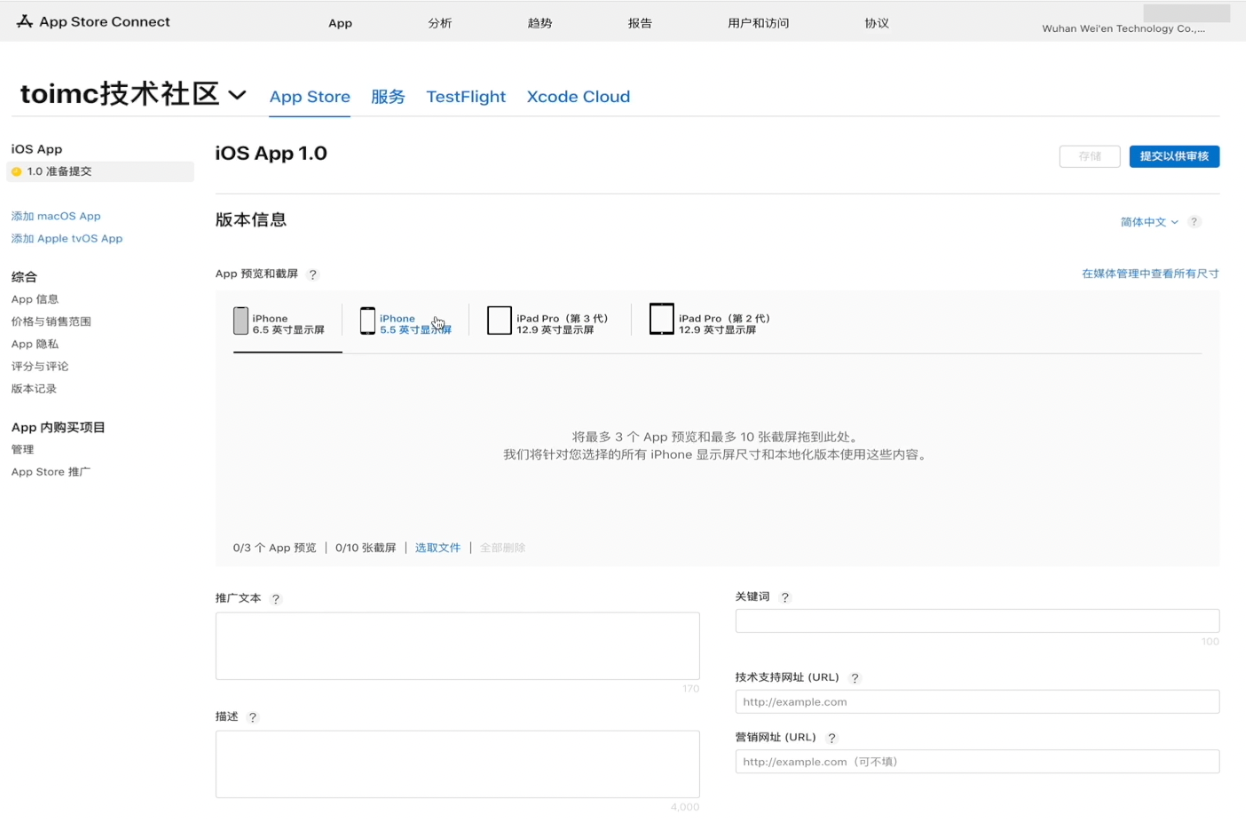 App Store Connect
App
分析
趋势
报告
用户和访问
协议
Wuhan Wei'en Technology Co.,...
toimc技术社区
App Store
服务
TestFlight
Xcode Cloud
iOS App
1.0 准备提交
添加 macOS App
添加 Apple tvOS App
综合
App 信息
价格与销售范围
App 隐私
评分与评论
版本记录
App 内购买项目
管理
App Store 推广
iOS App 1.0
存储
提交以供审核
版本信息
简体中文
?
App 预览和截屏 ?
在媒体管理中查看所有尺寸
iPhone
6.5 英寸显示屏
iPhone
5.5 英寸显示屏
iPad Pro（第 3 代）
12.9 英寸显示屏
iPad Pro（第 2 代）
12.9 英寸显示屏
将最多 3 个 App 预览和最多 10 张截屏拖到此处。
我们将针对您选择的所有 iPhone 显示屏尺寸和本地化版本使用这些内容。
0/3 个 App 预览 | 0/10 张截屏 | 选取文件 | 全部删除
推广文本 ?
170
描述 ?
4,000
关键词 ?
100
技术支持网址 (URL) ?
http://example.com
营销网址 (URL) ?
http://example.com（可不填）